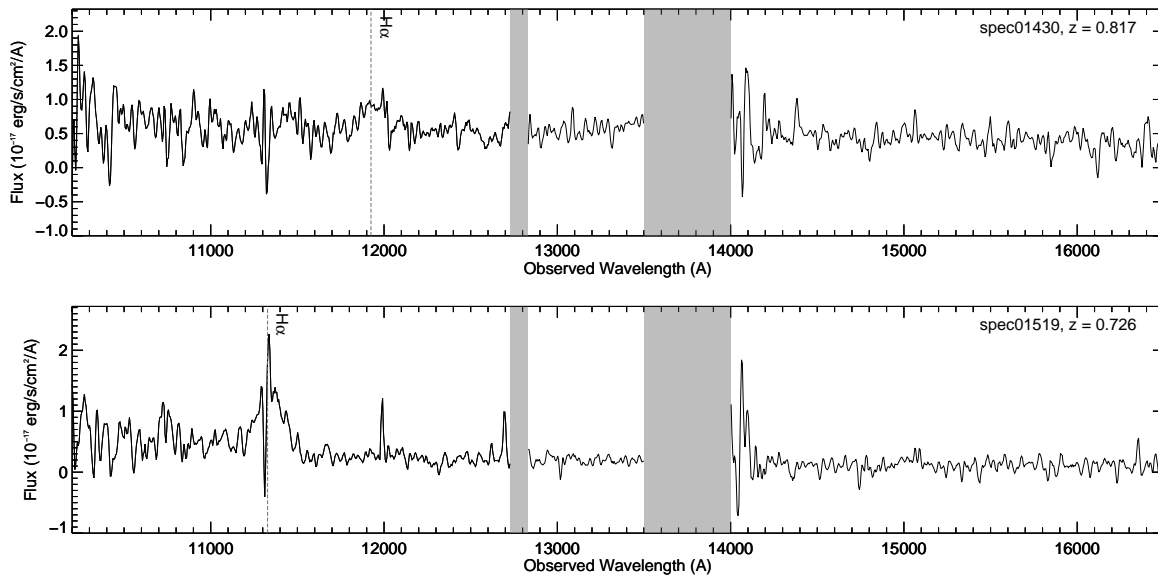 Hα
spec01430, z = 0.817
2.0
1.5
1.0
0.5
0.0
−0.5
−1.0
Flux (10⁻¹⁷ erg/s/cm²/A)
11000 12000 13000 14000 15000 16000
Observed Wavelength (A)
Hα
spec01519, z = 0.726
2
1
0
−1
Flux (10⁻¹⁷ erg/s/cm²/A)
11000 12000 13000 14000 15000 16000
Observed Wavelength (A)